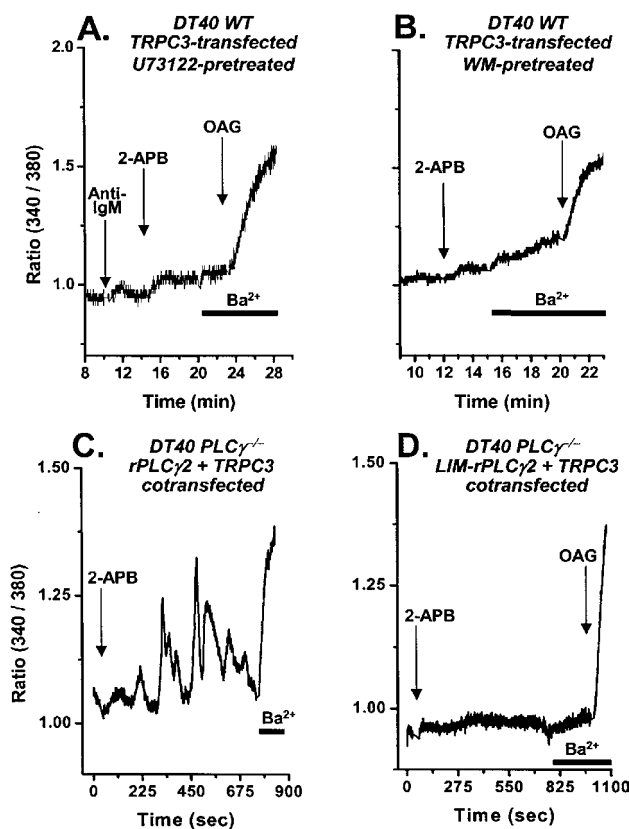 A.
DT40 WT
TRPC3-transfected
U73122-pretreated
2.0
1.5
1.0
Ratio (340 / 380)
Anti-
IgM
2-APB
OAG
Ba²⁺
8 12 16 20 24 28
Time (min)
B.
DT40 WT
TRPC3-transfected
WM-pretreated
2-APB
OAG
Ba²⁺
10 12 14 16 18 20 22
Time (min)
C.
DT40 PLCγ⁻/⁻
rPLCγ2 + TRPC3
cotransfected
1.50
1.25
1.00
Ratio (340 / 380)
2-APB
Ba²⁺
0 225 450 675 900
Time (sec)
D.
DT40 PLCγ⁻/⁻
LIM-rPLCγ2 + TRPC3
cotransfected
1.50
1.25
1.00
2-APB
OAG
Ba²⁺
0 275 550 825 1100
Time (sec)